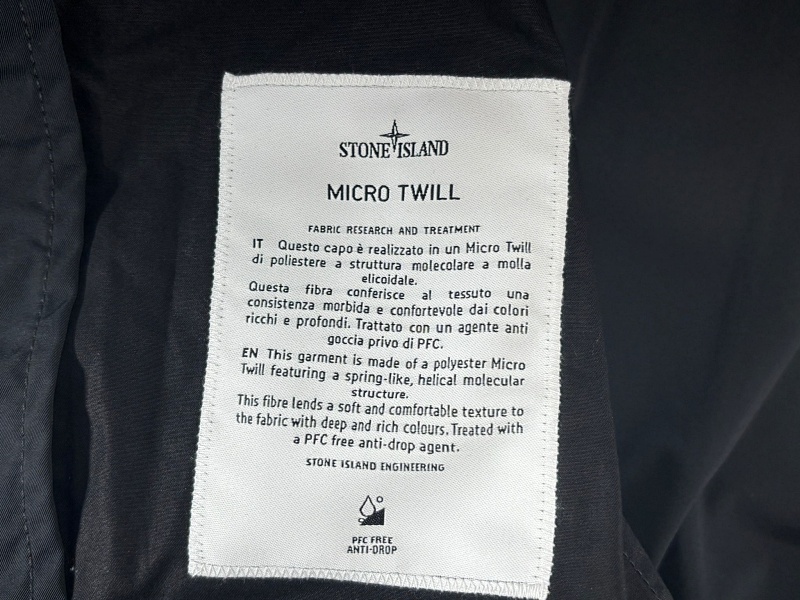 STONE ISLAND
MICRO TWILL
FABRIC RESEARCH AND TREATMENT
IT Questo capo è realizzato in un Micro Twill
di poliestere a struttura molecolare a molla
elicoidale.
Questa fibra conferisce al tessuto una
consistenza morbida e confortevole dai colori
ricchi e profondi. Trattato con un agente anti
goccia privo di PFC.
EN This garment is made of a polyester Micro
Twill featuring a spring-like, helical molecular
structure.
This fibre lends a soft and comfortable texture to
the fabric with deep and rich colours. Treated with
a PFC free anti-drop agent.
STONE ISLAND ENGINEERING
PFC FREE
ANTI-DROP